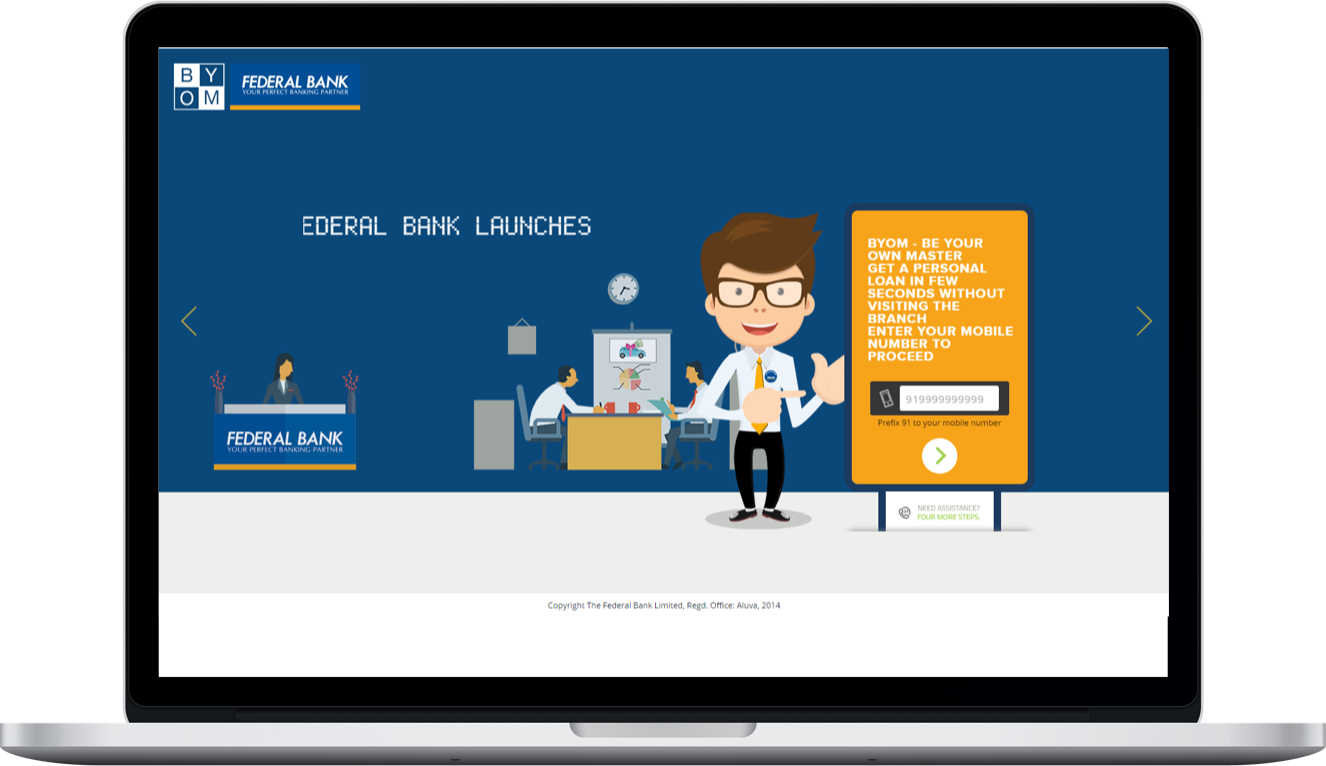 B Y
O M
FEDERAL BANK
YOUR PERFECT BANKING PARTNER
EDERAL BANK LAUNCHES
BYOM - BE YOUR
OWN MASTER
GET A PERSONAL
LOAN IN FEW
SECONDS WITHOUT
VISITING THE
BRANCH
ENTER YOUR MOBILE
NUMBER TO
PROCEED
919999999999
Prefix 91 to your mobile number
FEDERAL BANK
YOUR PERFECT BANKING PARTNER
NEED ASSISTANCE?
FOUR MORE STEPS.
Copyright The Federal Bank Limited, Regd. Office: Aluva, 2014